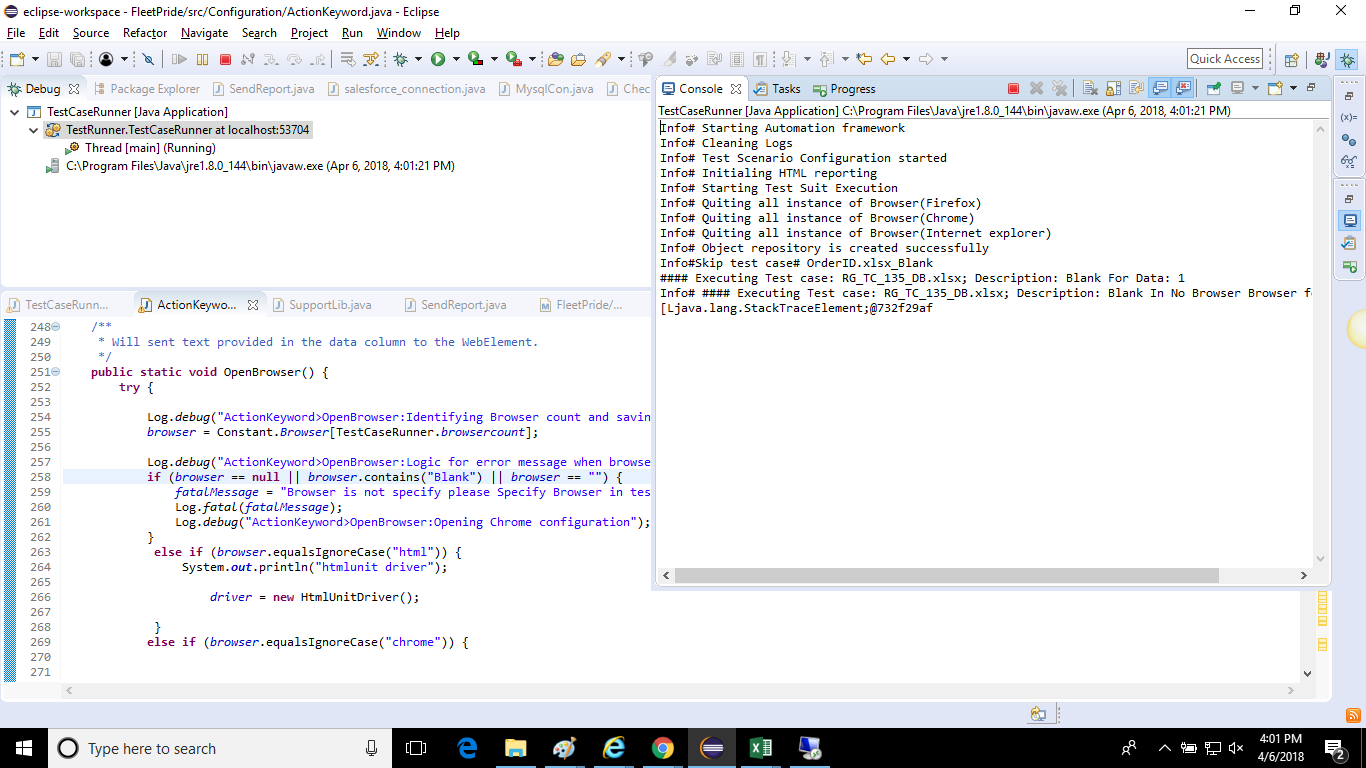 eclipse-workspace - FleetPride/src/Configuration/ActionKeyword.java - Eclipse
File Edit Source Refactor Navigate Search Project Run Window Help
Quick Access
Debug Package Explorer SendReport.java salesforce_connection.java MysqlCon.java Chec
Console Tasks Progress
TestCaseRunner [Java Application]
TestRunner.TestCaseRunner at localhost:53704
Thread [main] (Running)
C:\Program Files\Java\jre1.8.0_144\bin\javaw.exe (Apr 6, 2018, 4:01:21 PM)
TestCaseRunner [Java Application] C:\Program Files\Java\jre1.8.0_144\bin\javaw.exe (Apr 6, 2018, 4:01:21 PM)
Info# Starting Automation framework
Info# Cleaning Logs
Info# Test Scenario Configuration started
Info# Initialing HTML reporting
Info# Starting Test Suit Execution
Info# Quiting all instance of Browser(Firefox)
Info# Quiting all instance of Browser(Chrome)
Info# Quiting all instance of Browser(Internet explorer)
Info# Object repository is created successfully
Info#Skip test case# OrderID.xlsx_Blank
#### Executing Test case: RG_TC_135_DB.xlsx; Description: Blank For Data: 1
Info# #### Executing Test case: RG_TC_135_DB.xlsx; Description: Blank In No Browser Browser fo
[Ljava.lang.StackTraceElement;@732f29af
(x)=
TestCaseRunn... ActionKeywo... SupportLib.java SendReport.java FleetPride/...
248 /**
249 * Will sent text provided in the data column to the WebElement.
250 */
251 public static void OpenBrowser() {
252 try {
253
254 Log.debug("ActionKeyword>OpenBrowser:Identifying Browser count and savin
255 browser = Constant.Browser[TestCaseRunner.browsercount];
256
257 Log.debug("ActionKeyword>OpenBrowser:Logic for error message when browse
258 if (browser == null || browser.contains("Blank") || browser == "") {
259 fatalMessage = "Browser is not specify please Specify Browser in tes
260 Log.fatal(fatalMessage);
261 Log.debug("ActionKeyword>OpenBrowser:Opening Chrome configuration");
262 }
263 else if (browser.equalsIgnoreCase("html")) {
264 System.out.println("htmlunit driver");
265
266 driver = new HtmlUnitDriver();
267
268 }
269 else if (browser.equalsIgnoreCase("chrome")) {
270
271
Type here to search
4:01 PM
4/6/2018
2